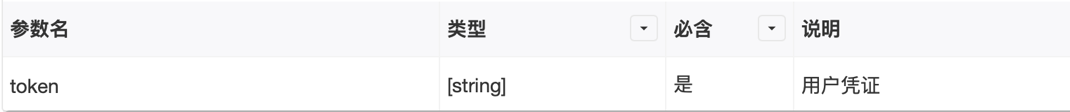 参数名 类型 必含 说明
token [string] 是 用户凭证